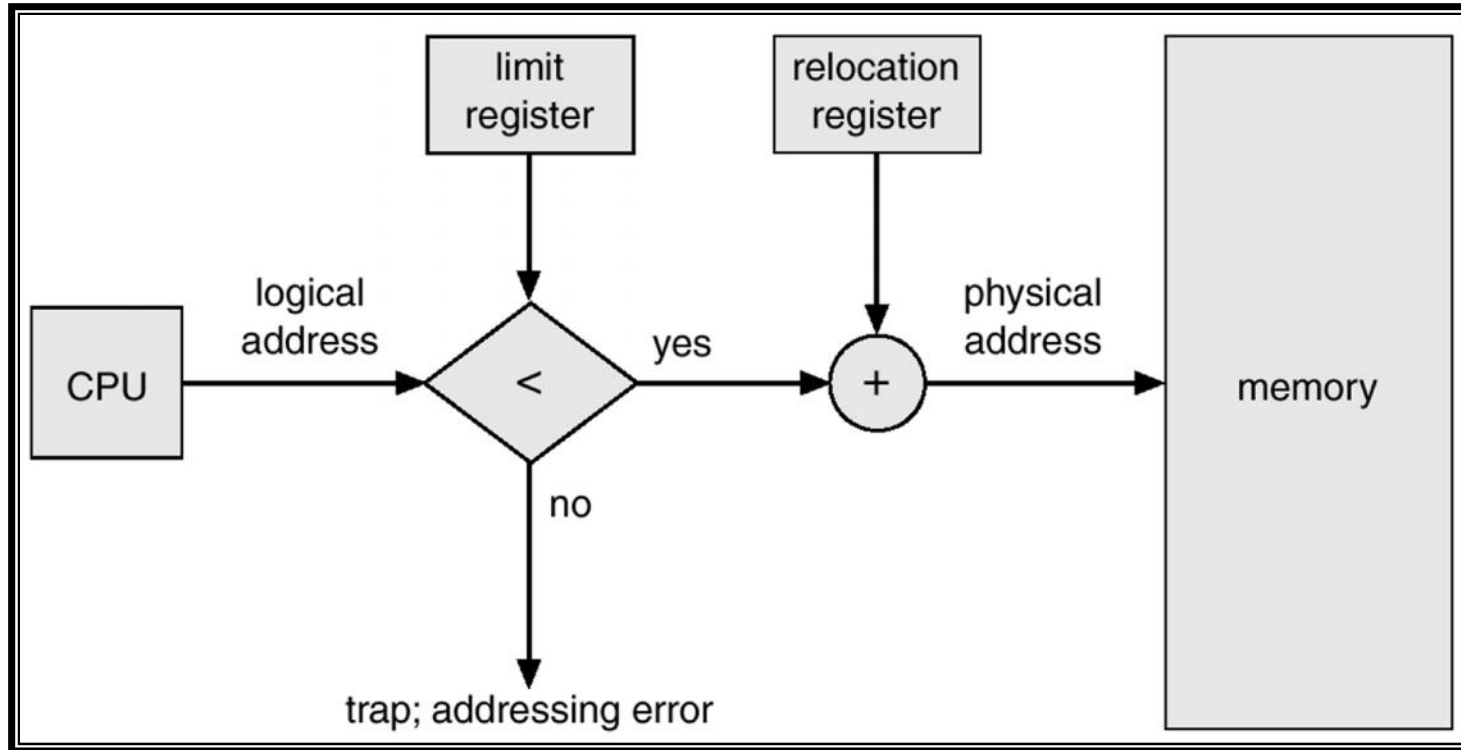 limit
register
relocation
register
logical
address
physical
address
CPU
<
yes
+
memory
no
trap; addressing error